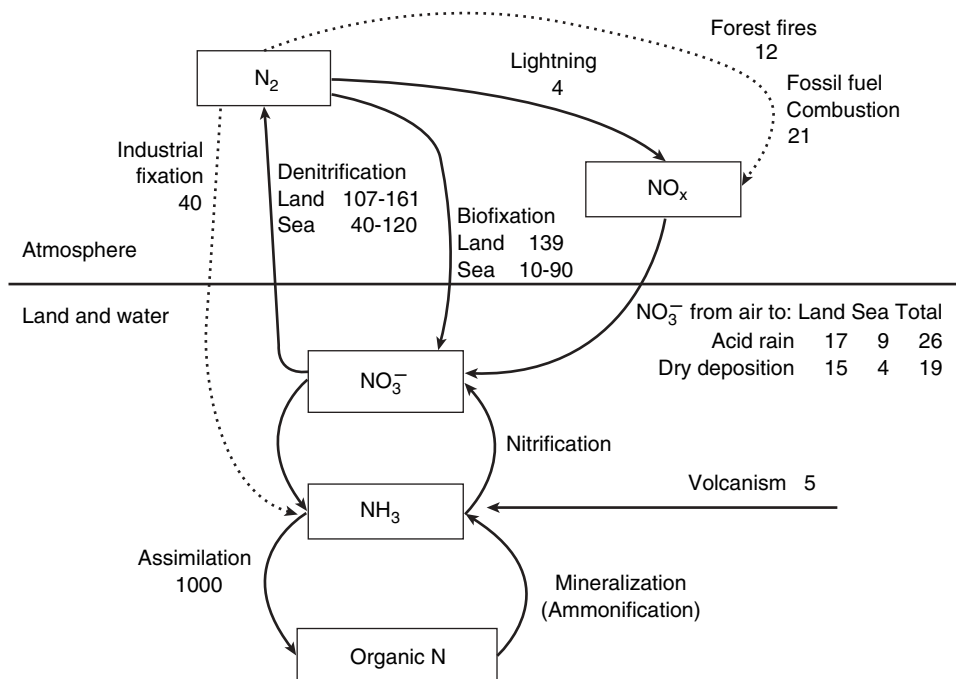 Forest fires
12
N₂
Lightning
4
Fossil fuel
Combustion
21
Industrial
fixation
40
Denitrification
Land 107-161
Sea 40-120
Biofixation
Land 139
Sea 10-90
NOₓ
Atmosphere
Land and water
NO₃⁻ from air to: Land Sea Total
Acid rain 17 9 26
Dry deposition 15 4 19
NO₃⁻
Nitrification
Volcanism 5
NH₃
Assimilation
1000
Mineralization
(Ammonification)
Organic N